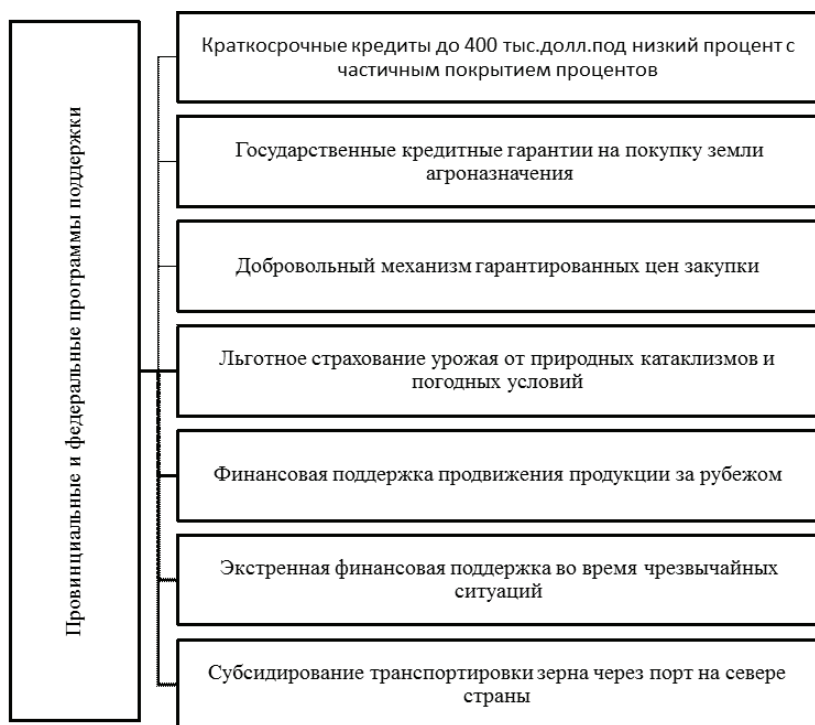 Провинциальные и федеральные программы поддержки
Краткосрочные кредиты до 400 тыс.долл.под низкий процент с
частичным покрытием процентов
Государственные кредитные гарантии на покупку земли
агроназначения
Добровольный механизм гарантированных цен закупки
Льготное страхование урожая от природных катаклизмов и
погодных условий
Финансовая поддержка продвижения продукции за рубежом
Экстренная финансовая поддержка во время чрезвычайных
ситуаций
Субсидирование транспортировки зерна через порт на севере
страны